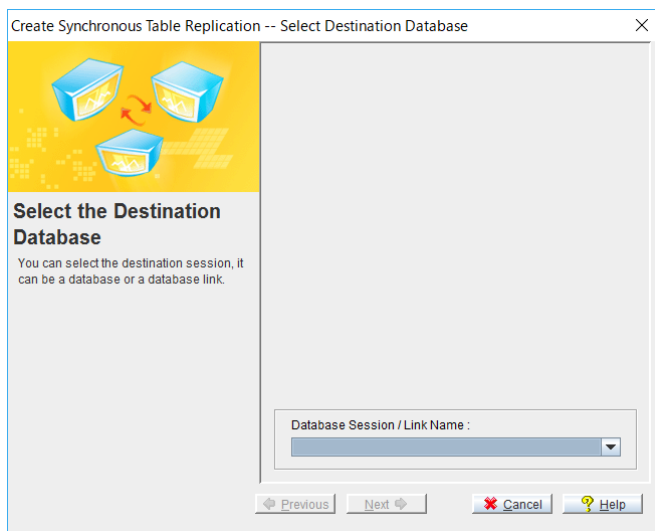 Create Synchronous Table Replication -- Select Destination Database
Select the Destination
Database
You can select the destination session, it
can be a database or a database link.
Database Session / Link Name :
Previous Next Cancel Help